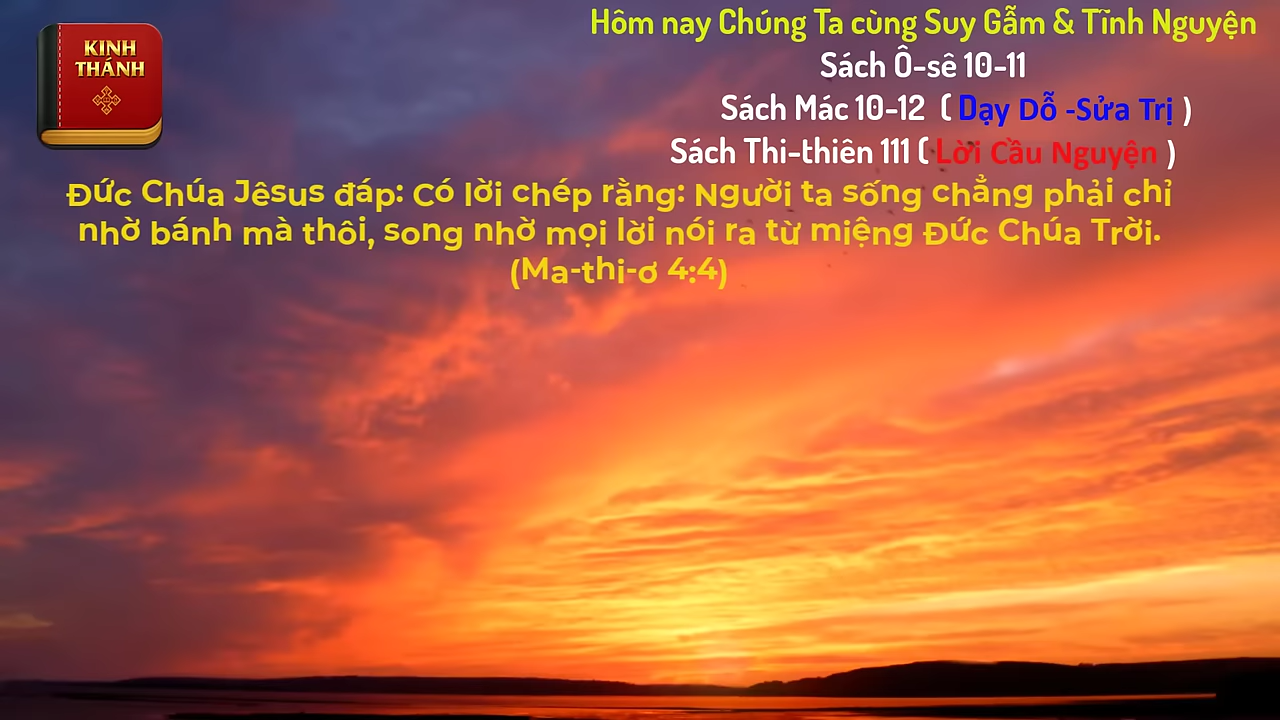 KINH
THÁNH
Hôm nay Chúng Ta cùng Suy Gẫm & Tĩnh Nguyện
Sách Ô-sê 10-11
Sách Mác 10-12 ( Dạy Dỗ -Sửa Trị )
Sách Thi-thiên 111 ( Lời Cầu Nguyện )
Đức Chúa Jêsus đáp: Có lời chép rằng: Người ta sống chẳng phải chỉ
nhờ bánh mà thôi, song nhờ mọi lời nói ra từ miệng Đức Chúa Trời.
(Ma-thi-ơ 4:4)